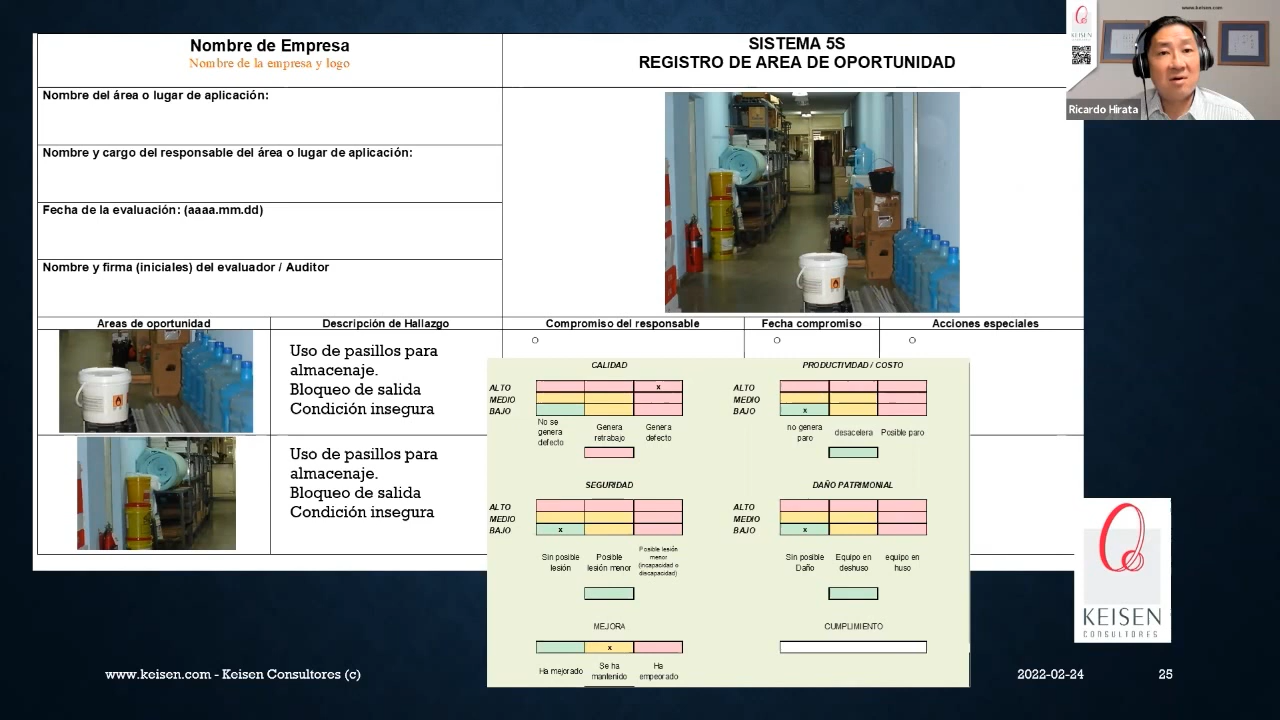 www.keisen.com
KEISEN
Ricardo Hirata
Nombre de Empresa
Nombre de la empresa y logo
SISTEMA 5S
REGISTRO DE AREA DE OPORTUNIDAD
Nombre del área o lugar de aplicación:
Nombre y cargo del responsable del área o lugar de aplicación:
Fecha de la evaluación: (aaaa.mm.dd)
Nombre y firma (iniciales) del evaluador / Auditor
Areas de oportunidad
Descripción de Hallazgo
Compromiso del responsable
Fecha compromiso
Acciones especiales
Uso de pasillos para
almacenaje.
Bloqueo de salida
Condición insegura
Uso de pasillos para
almacenaje.
Bloqueo de salida
Condición insegura
CALIDAD
ALTO
x
MEDIO
BAJO
No se
genera
defecto
Genera
retrabajo
Genera
defecto
PRODUCTIVIDAD / COSTO
ALTO
MEDIO
BAJO
x
no genera
paro
desacelera
Posible paro
SEGURIDAD
ALTO
MEDIO
BAJO
x
Sin posible
lesión
Posible
lesión menor
Posible lesión
menor
(incapacidad o
discapacidad)
DAÑO PATRIMONIAL
ALTO
MEDIO
BAJO
x
Sin posible
Daño
Equipo en
deshuso
equipo en
huso
MEJORA
x
Ha mejorado
Se ha
mantenido
Ha
empeorado
CUMPLIMIENTO
KEISEN
CONSULTORES
www.keisen.com - Keisen Consultores (c)
2022-02-24
25